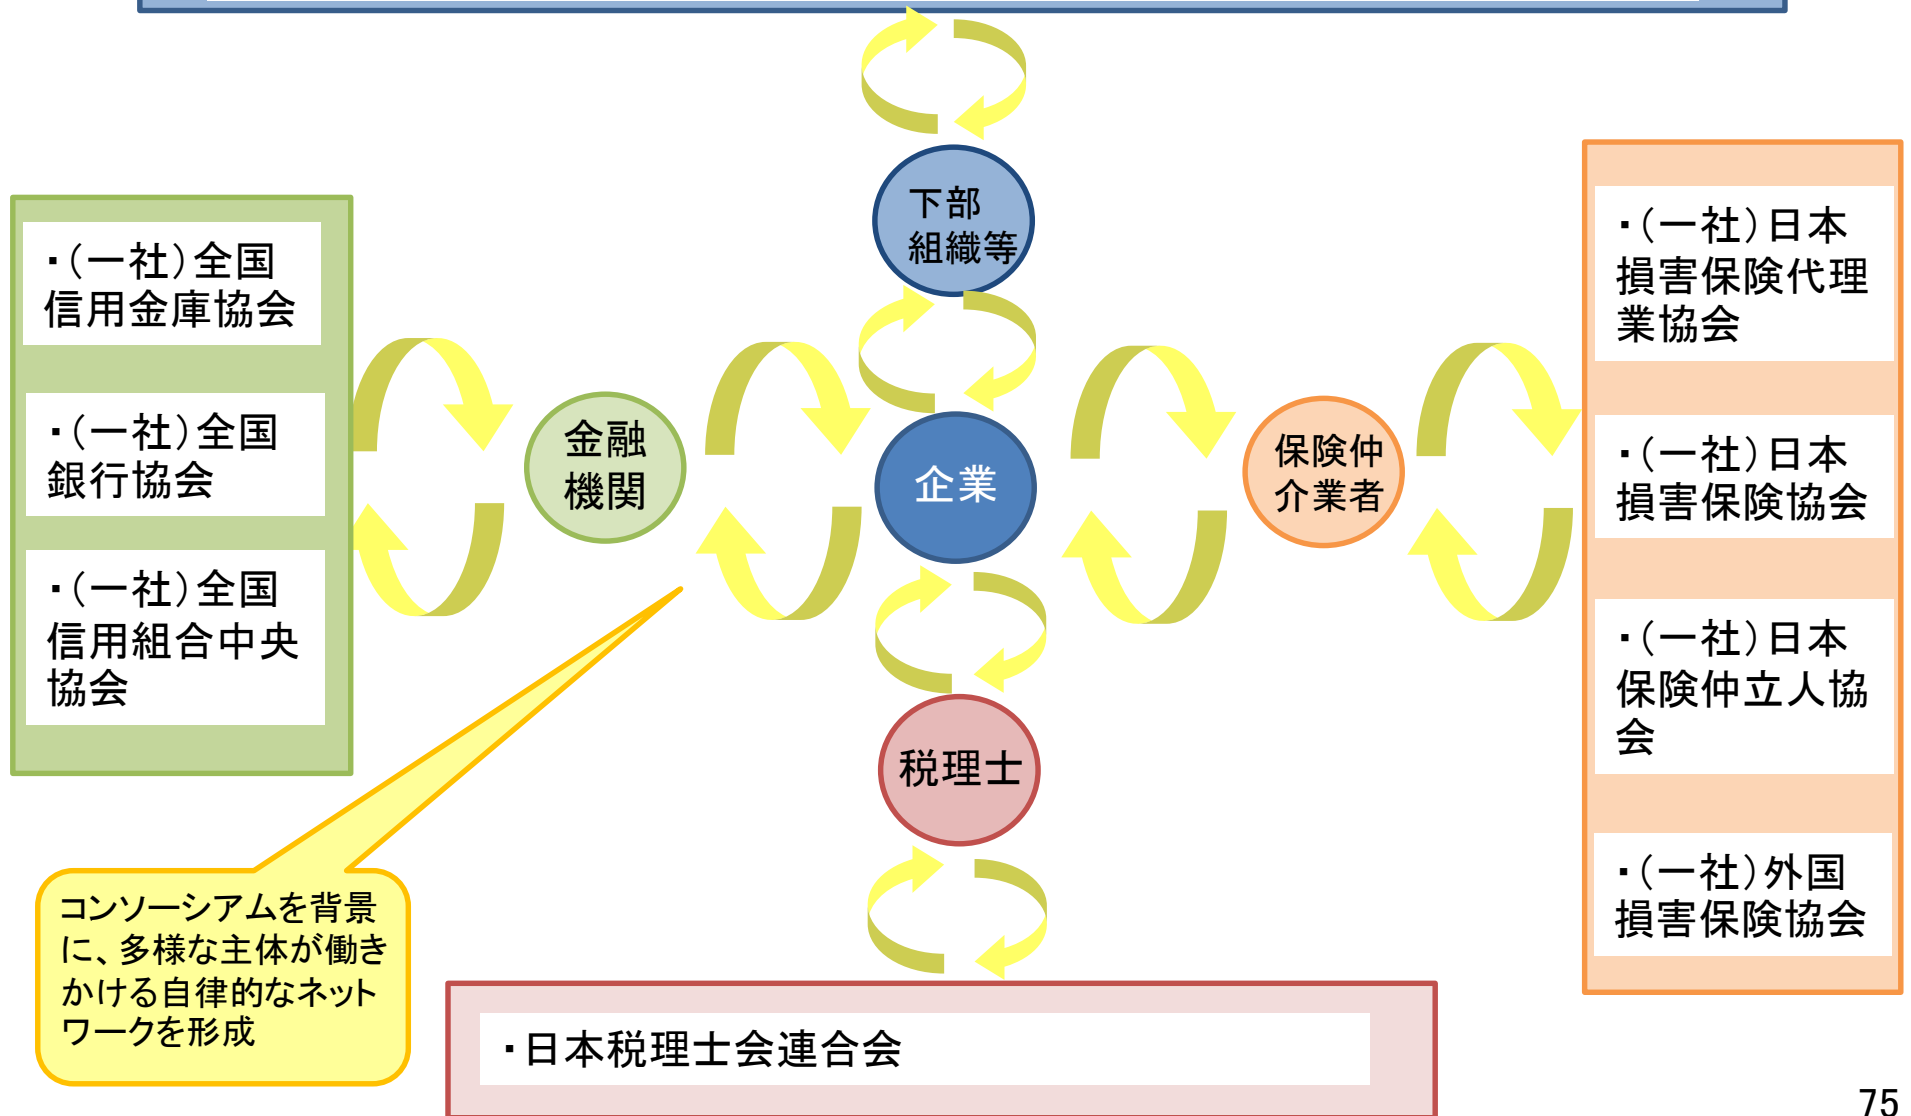 下部
組織等
・(一社)全国
信用金庫協会
・(一社)全国
銀行協会
・(一社)全国
信用組合中央
協会
金融
機関
企業
保険仲
介業者
税理士
・(一社)日本
損害保険代理
業協会
・(一社)日本
損害保険協会
・(一社)日本
保険仲立人協
会
・(一社)外国
損害保険協会
コンソーシアムを背景
に、多様な主体が働き
かける自律的なネット
ワークを形成
・日本税理士会連合会
75